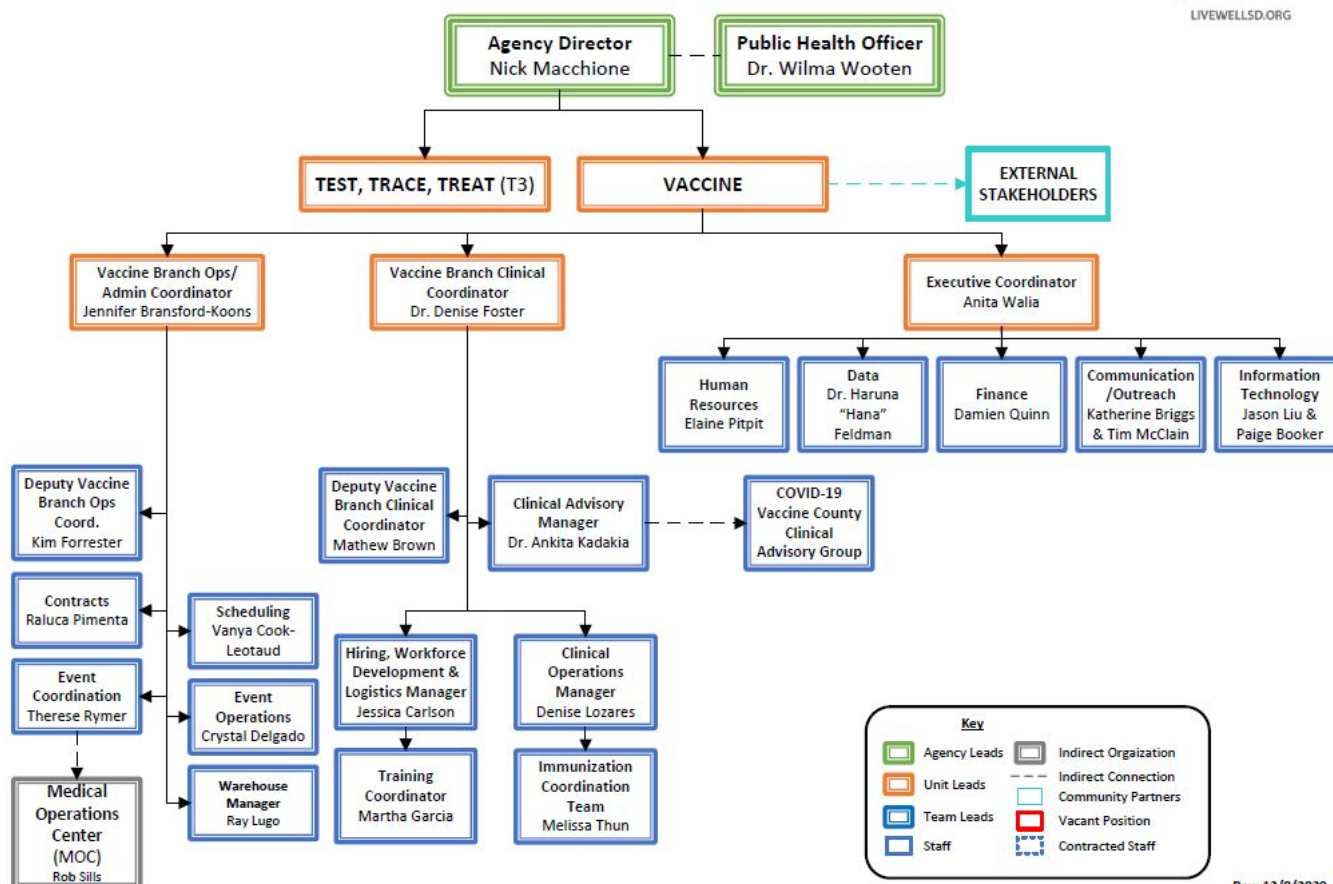 LIVEWELLSD.ORG
Agency Director
Nick Macchione
Public Health Officer
Dr. Wilma Wooten
TEST, TRACE, TREAT (T3)
VACCINE
EXTERNAL
STAKEHOLDERS
Vaccine Branch Ops/
Admin Coordinator
Jennifer Bransford-Koons
Vaccine Branch Clinical
Coordinator
Dr. Denise Foster
Executive Coordinator
Anita Walia
Human
Resources
Elaine Pitpit
Data
Dr. Haruna
"Hana"
Feldman
Finance
Damien Quinn
Communication
/Outreach
Katherine Briggs
& Tim McClain
Information
Technology
Jason Liu &
Paige Booker
Deputy Vaccine
Branch Ops
Coord.
Kim Forrester
Deputy Vaccine
Branch Clinical
Coordinator
Mathew Brown
Clinical Advisory
Manager
Dr. Ankita Kadakia
COVID-19
Vaccine County
Clinical
Advisory Group
Contracts
Raluca Pimenta
Scheduling
Vanya Cook-
Leotaud
Event
Coordination
Therese Rymer
Event
Operations
Crystal Delgado
Hiring, Workforce
Development &
Logistics Manager
Jessica Carlson
Clinical
Operations
Manager
Denise Lozares
Medical
Operations
Center
(MOC)
Rob Sills
Warehouse
Manager
Ray Lugo
Training
Coordinator
Martha Garcia
Immunization
Coordination
Team
Melissa Thun
Key
Agency Leads
Unit Leads
Team Leads
Staff
Indirect Orgaization
Indirect Connection
Community Partners
Vacant Position
Contracted Staff